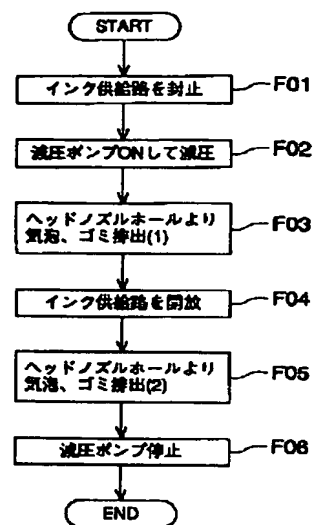 START
インク供給路を封止
F01
減圧ポンプONして減圧
F02
ヘッドノズルホールより
気泡、ゴミ排出(1)
F03
インク供給路を開放
F04
ヘッドノズルホールより
気泡、ゴミ排出(2)
F05
減圧ポンプ停止
F06
END